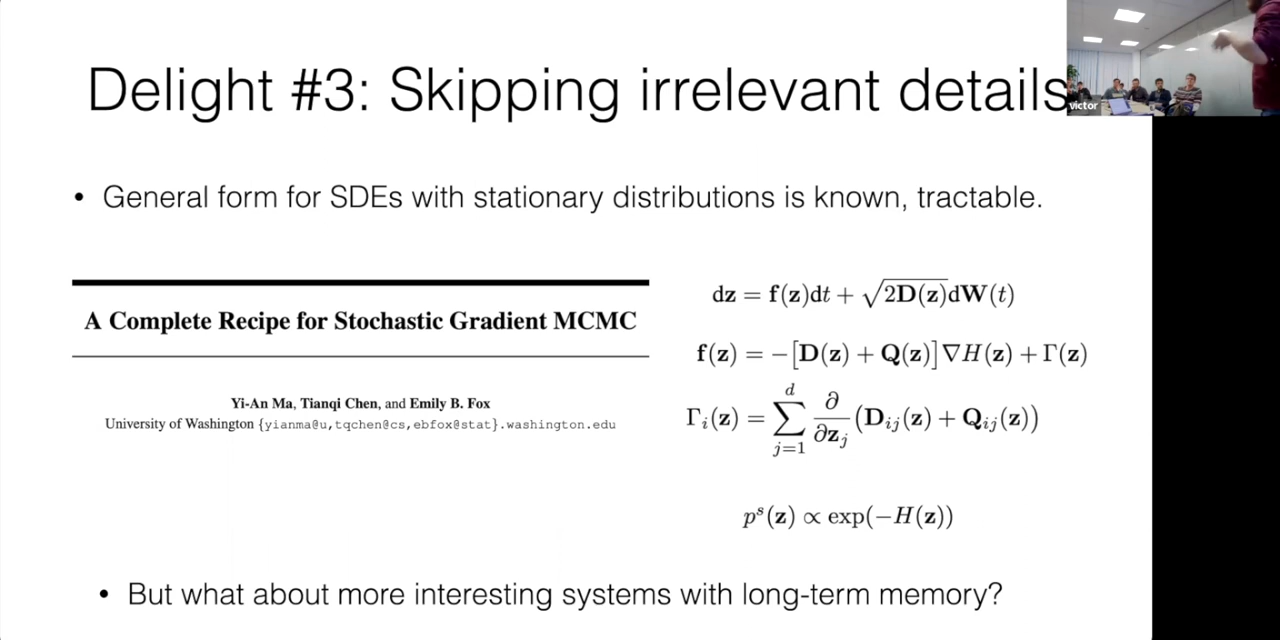 Delight #3: Skipping irrelevant details
victor
• General form for SDEs with stationary distributions is known, tractable.
A Complete Recipe for Stochastic Gradient MCMC
Yi-An Ma, Tianqi Chen, and Emily B. Fox
University of Washington {yianma@u,tqchen@cs,ebfox@stat}.washington.edu
dz = f(z)dt + √2D(z)dW(t)
f(z) = −[D(z) + Q(z)]∇H(z) + Γ(z)
Γᵢ(z) = ∑ᵈⱼ₌₁ ∂/∂zⱼ (Dᵢⱼ(z) + Qᵢⱼ(z))
pˢ(z) ∝ exp(−H(z))
• But what about more interesting systems with long-term memory?